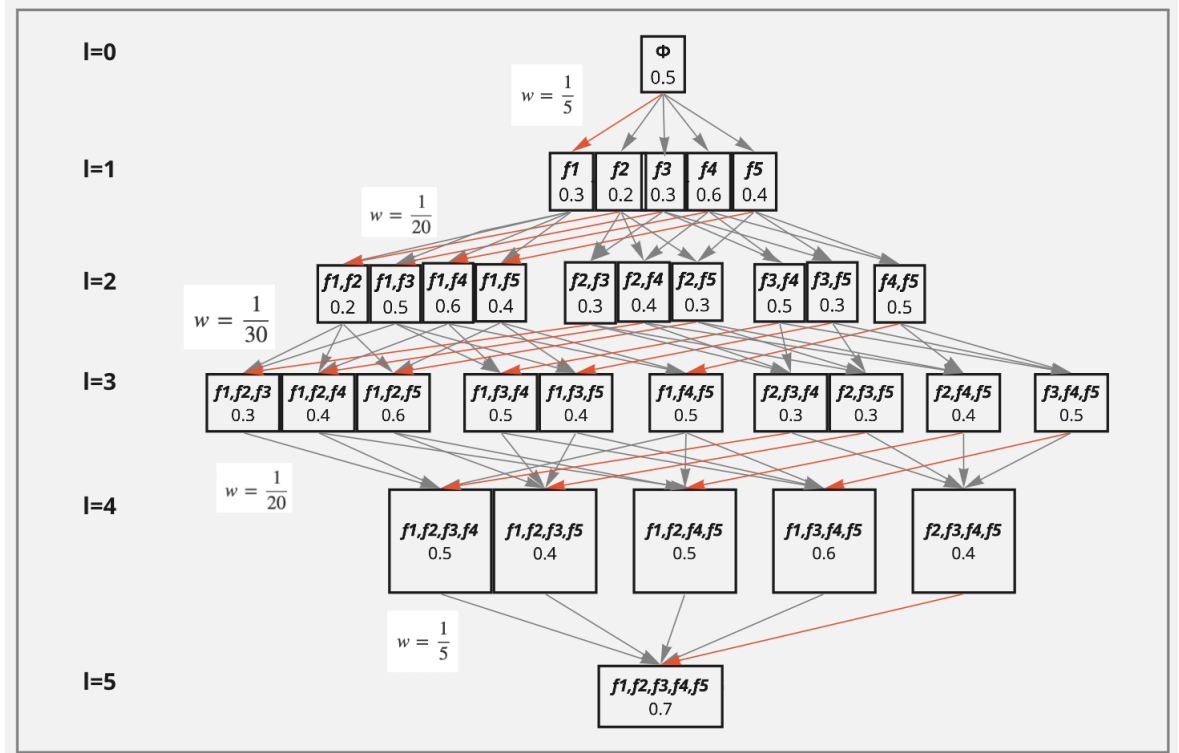 l=0
Φ
0.5
w = 1/5
l=1
f1 f2 f3 f4 f5
0.3 0.2 0.3 0.6 0.4
w = 1/20
l=2
f1,f2 f1,f3 f1,f4 f1,f5 f2,f3 f2,f4 f2,f5 f3,f4 f3,f5 f4,f5
0.2 0.5 0.6 0.4 0.3 0.4 0.3 0.5 0.3 0.5
w = 1/30
l=3
f1,f2,f3 f1,f2,f4 f1,f2,f5 f1,f3,f4 f1,f3,f5 f1,f4,f5 f2,f3,f4 f2,f3,f5 f2,f4,f5 f3,f4,f5
0.3 0.4 0.6 0.5 0.4 0.5 0.3 0.3 0.4 0.5
w = 1/20
l=4
f1,f2,f3,f4 f1,f2,f3,f5 f1,f2,f4,f5 f1,f3,f4,f5 f2,f3,f4,f5
0.5 0.4 0.5 0.6 0.4
w = 1/5
l=5
f1,f2,f3,f4,f5
0.7